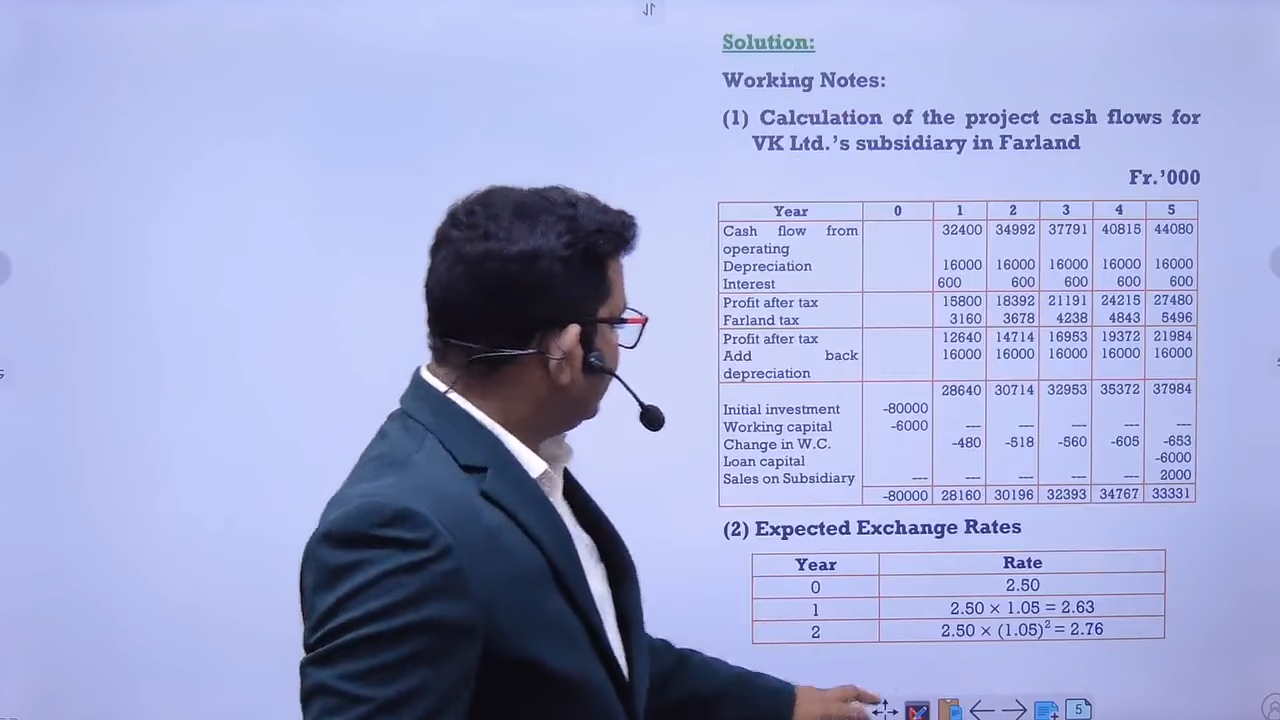 Solution:
Working Notes:
(1) Calculation of the project cash flows for
VK Ltd.'s subsidiary in Farland
Fr.'000
Year 0 1 2 3 4 5
Cash flow from 32400 34992 37791 40815 44080
operating
Depreciation 16000 16000 16000 16000 16000
Interest 600 600 600 600 600
Profit after tax 15800 18392 21191 24215 27480
Farland tax 3160 3678 4238 4843 5496
Profit after tax 12640 14714 16953 19372 21984
Add back 16000 16000 16000 16000 16000
depreciation
28640 30714 32953 35372 37984
Initial investment -80000
Working capital -6000 --- --- --- --- ---
Change in W.C. -480 -518 -560 -605 -653
Loan capital -6000
Sales on Subsidiary --- --- --- --- --- 2000
-80000 28160 30196 32393 34767 33331
(2) Expected Exchange Rates
Year Rate
0 2.50
1 2.50 × 1.05 = 2.63
2 2.50 × (1.05)² = 2.76
5